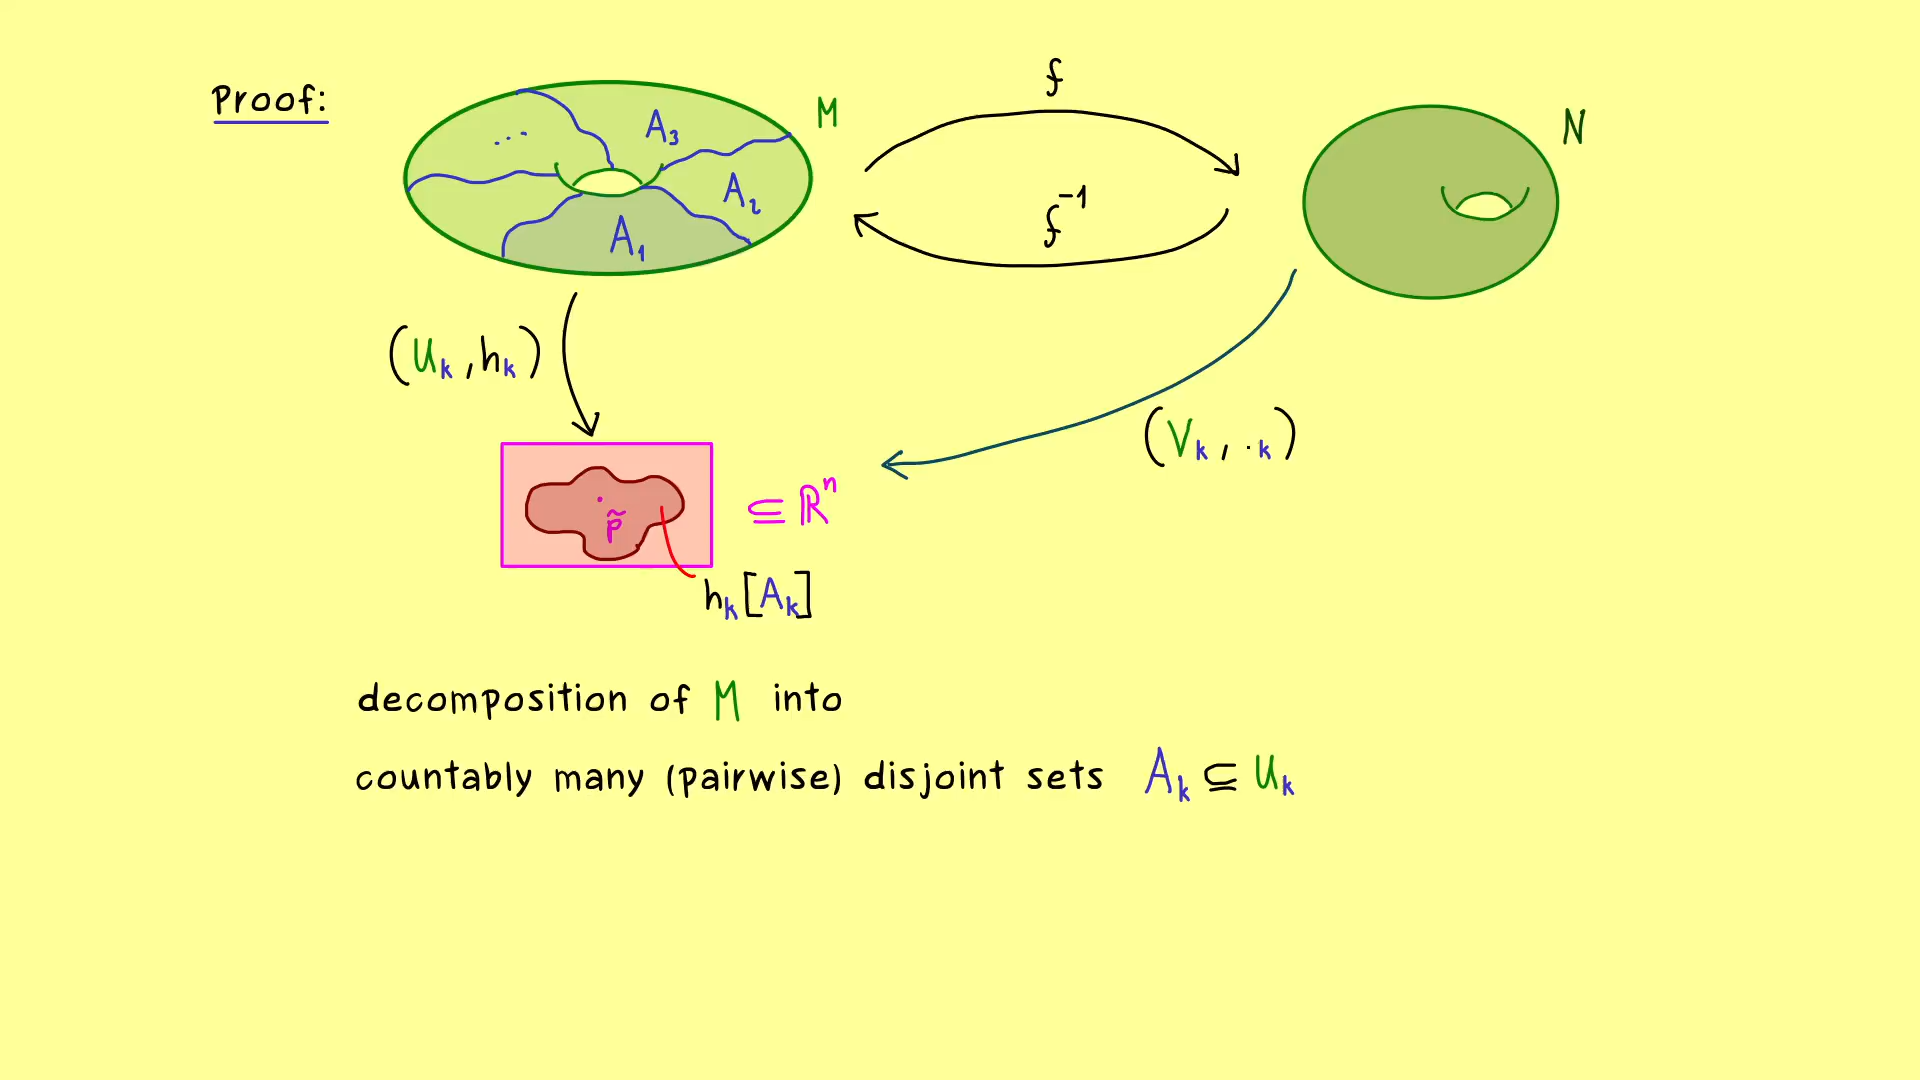 Proof:
M
f
N
A₃
...
A₂
A₁
f⁻¹
(Uₖ, hₖ)
(Vₖ, ·ₖ)
p̃
⊆ ℝⁿ
hₖ[Aₖ]
decomposition of M into
countably many (pairwise) disjoint sets Aₖ ⊆ Uₖ